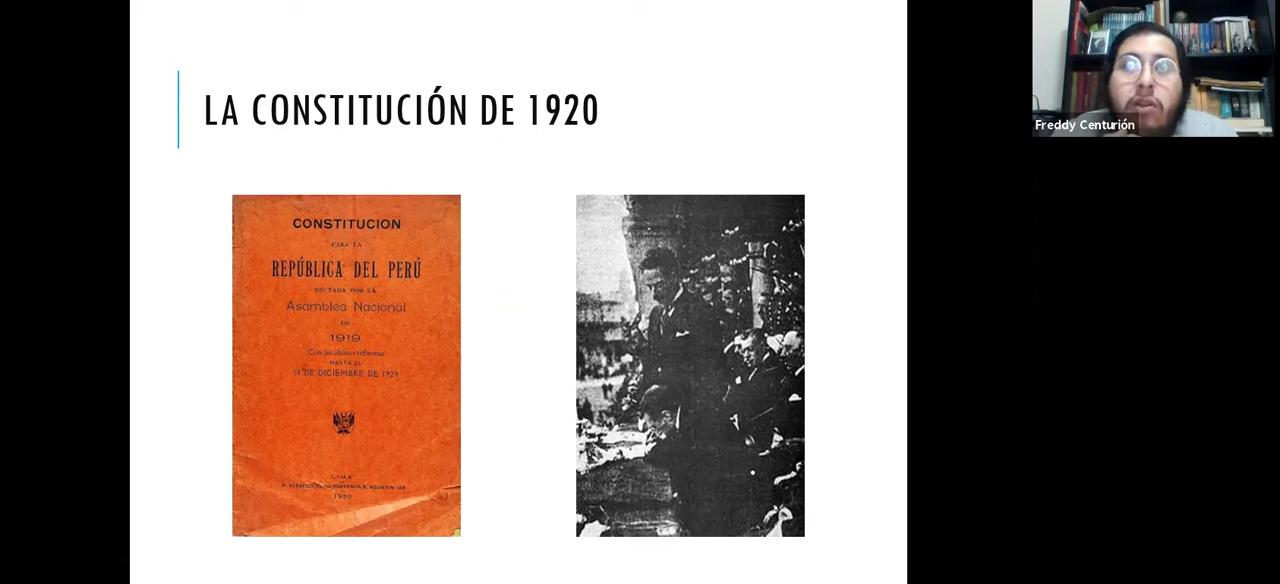 LA CONSTITUCIÓN DE 1920
CONSTITUCION
PARA LA
REPÚBLICA DEL PERÚ
DICTADA POR LA
Asamblea Nacional
DE
1919
Con las últimas reformas
HASTA EL
31 DE DICIEMBRE DE 1929
LIMA
1930
Freddy Centurión